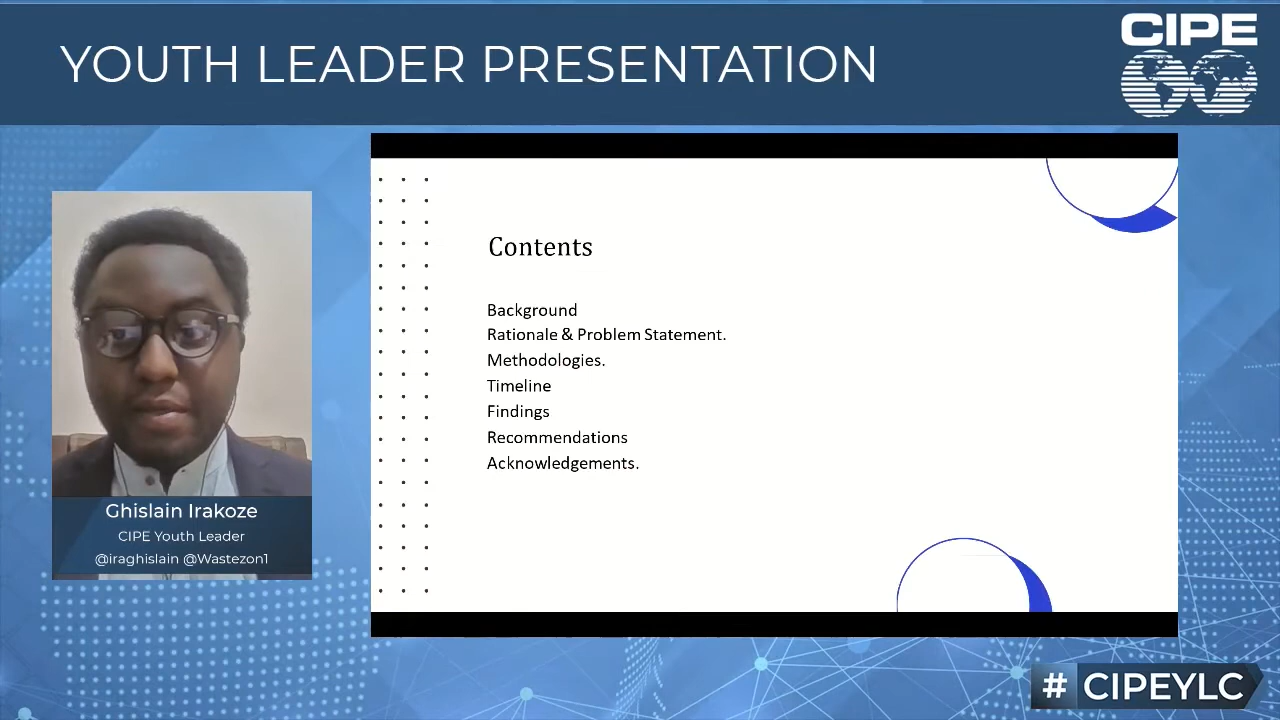 YOUTH LEADER PRESENTATION
CIPE
Contents
Background
Rationale & Problem Statement.
Methodologies.
Timeline
Findings
Recommendations
Acknowledgements.
Ghislain Irakoze
CIPE Youth Leader
@iraghislain @Wastezon1
# CIPEYLC